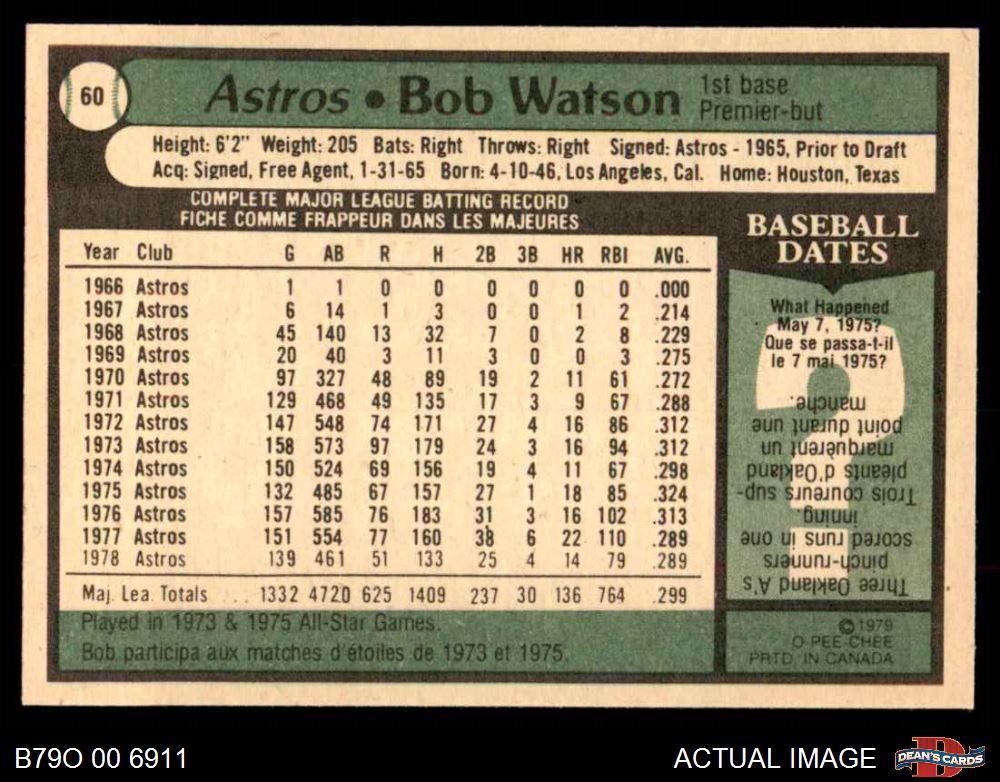 60
Astros • Bob Watson
1st base
Premier-but
Height: 6'2" Weight: 205 Bats: Right Throws: Right Signed: Astros - 1965, Prior to Draft
Acq: Signed, Free Agent, 1-31-65 Born: 4-10-46, Los Angeles, Cal. Home: Houston, Texas
COMPLETE MAJOR LEAGUE BATTING RECORD
FICHE COMME FRAPPEUR DANS LES MAJEURES
Year Club G AB R H 2B 3B HR RBI AVG.
1966 Astros 1 1 0 0 0 0 0 0 .000
1967 Astros 6 14 1 3 0 0 1 2 .214
1968 Astros 45 140 13 32 7 0 2 8 .229
1969 Astros 20 40 3 11 3 0 0 3 .275
1970 Astros 97 327 48 89 19 2 11 61 .272
1971 Astros 129 468 49 135 17 3 9 67 .288
1972 Astros 147 548 74 171 27 4 16 86 .312
1973 Astros 158 573 97 179 24 3 16 94 .312
1974 Astros 150 524 69 156 19 4 11 67 .298
1975 Astros 132 485 67 157 27 1 18 85 .324
1976 Astros 157 585 76 183 31 3 16 102 .313
1977 Astros 151 554 77 160 38 6 22 110 .289
1978 Astros 139 461 51 133 25 4 14 79 .289
Maj. Lea. Totals ... 1332 4720 625 1409 237 30 136 764 .299
Played in 1973 & 1975 All-Star Games.
Bob participa aux matches d'étoiles de 1973 et 1975.
BASEBALL
DATES
What Happened
May 7, 1975?
Que se passa-t-il
le 7 mai 1975?
Three Oakland A's
pinch-runners
scored runs in one
inning.
Trois coureurs sup-
pléants d'Oakland
marquèrent un
point durant une
manche.
©1979
O-PEE-CHEE
PRTD. IN CANADA
B79O 00 6911
ACTUAL IMAGE
D
DEAN'S CARDS